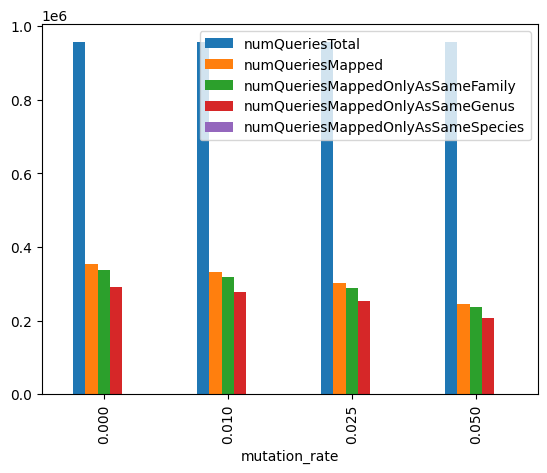 1e6
1.0
0.8
0.6
0.4
0.2
0.0
numQueriesTotal
numQueriesMapped
numQueriesMappedOnlyAsSameFamily
numQueriesMappedOnlyAsSameGenus
numQueriesMappedOnlyAsSameSpecies
0.000
0.010
0.025
0.050
mutation_rate